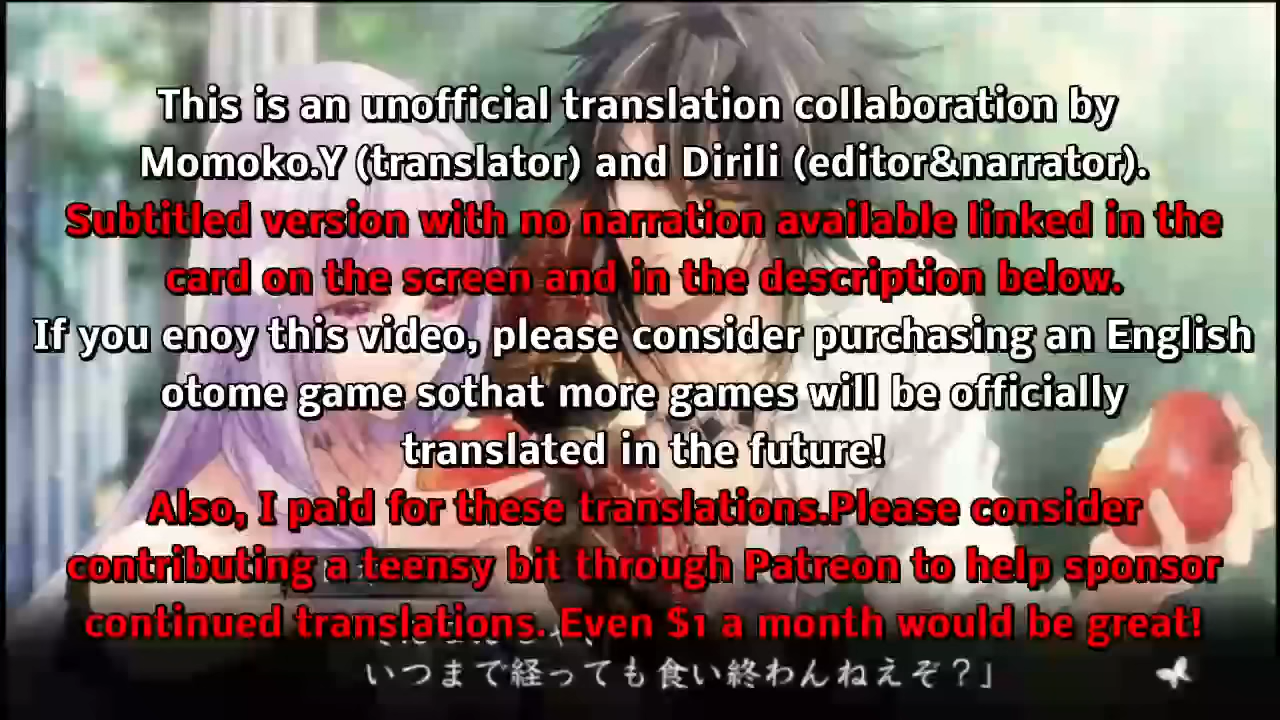 This is an unofficial translation collaboration by
Momoko.Y (translator) and Dirili (editor&narrator).
Subtitled version with no narration available linked in the
card on the screen and in the description below.
If you enoy this video, please consider purchasing an English
otome game sothat more games will be officially
translated in the future!
Also, I paid for these translations.Please consider
contributing a teensy bit through Patreon to help sponsor
continued translations. Even $1 a month would be great!
いつまで経っても食い終わんねえぞ？」